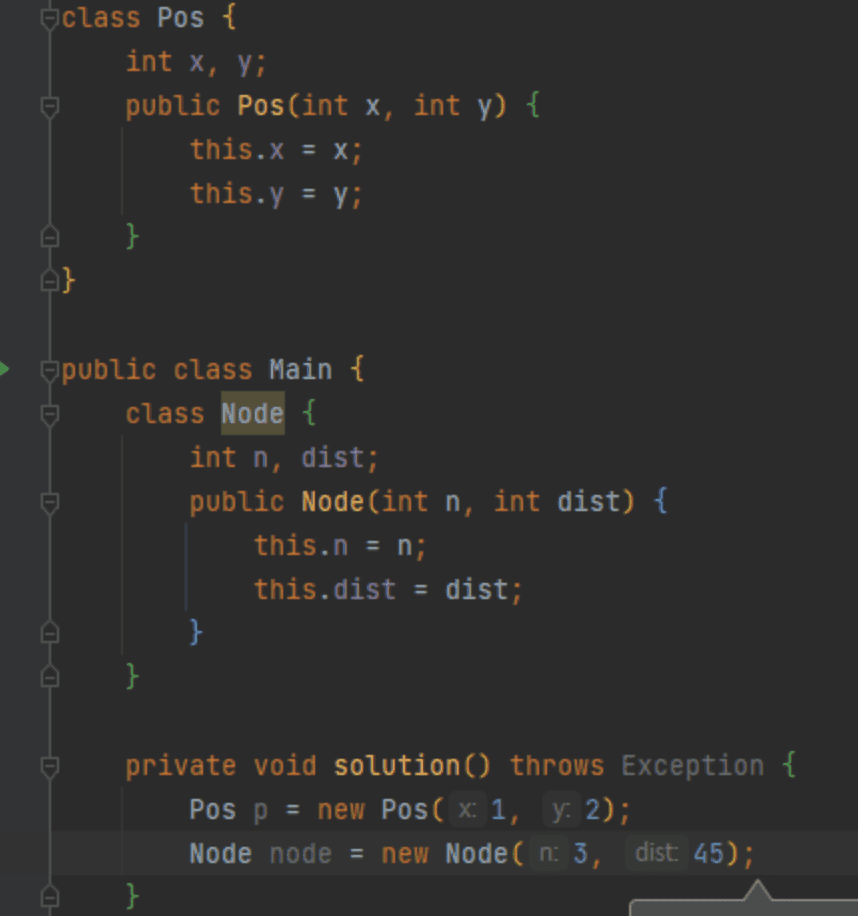 class Pos {
int x, y;
public Pos(int x, int y) {
this.x = x;
this.y = y;
}
}
public class Main {
class Node {
int n, dist;
public Node(int n, int dist) {
this.n = n;
this.dist = dist;
}
}
private void solution() throws Exception {
Pos p = new Pos( x: 1, y: 2);
Node node = new Node( n: 3, dist: 45);
}